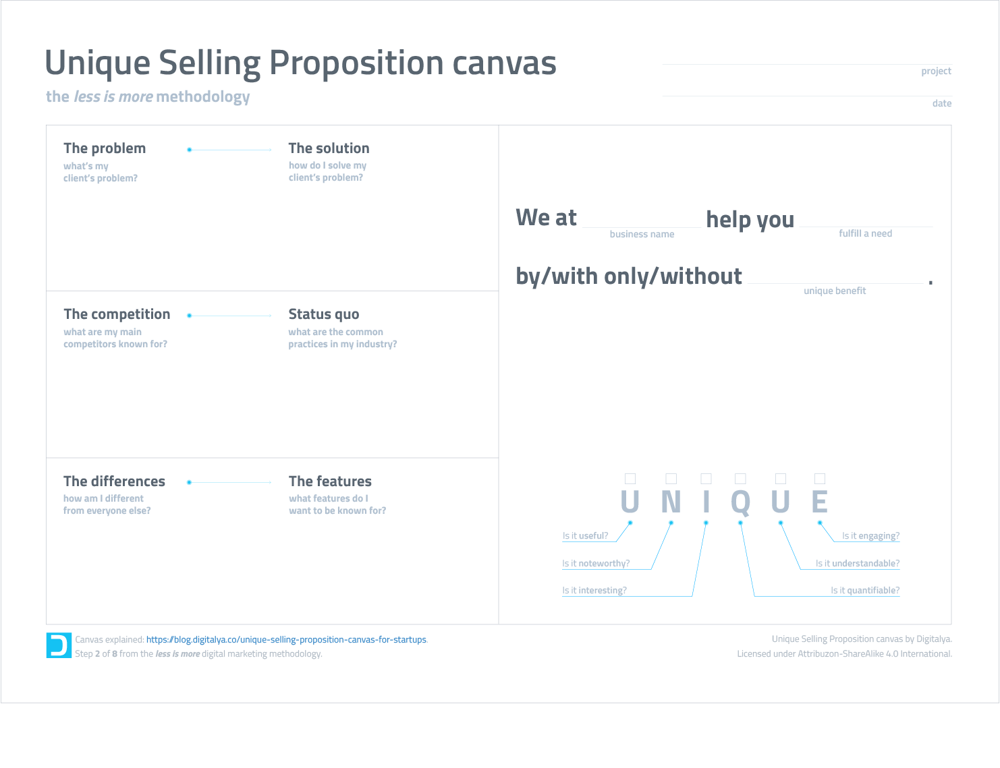 Unique Selling Proposition canvas
the less is more methodology
project
date
The problem
what's my
client's problem?
The solution
how do I solve my
client's problem?
The competition
what are my main
competitors known for?
Status quo
what are the common
practices in my industry?
The differences
how am I different
from everyone else?
The features
what features do I
want to be known for?
We at help you
business name fulfill a need
by/with only/without .
unique benefit
U N I Q U E
Is it useful? Is it engaging?
Is it noteworthy? Is it understandable?
Is it interesting? Is it quantifiable?
Canvas explained: https://blog.digitalya.co/unique-selling-proposition-canvas-for-startups.
Step 2 of 8 from the less is more digital marketing methodology.
Unique Selling Proposition canvas by Digitalya.
Licensed under Attribuzon-ShareAlike 4.0 International.